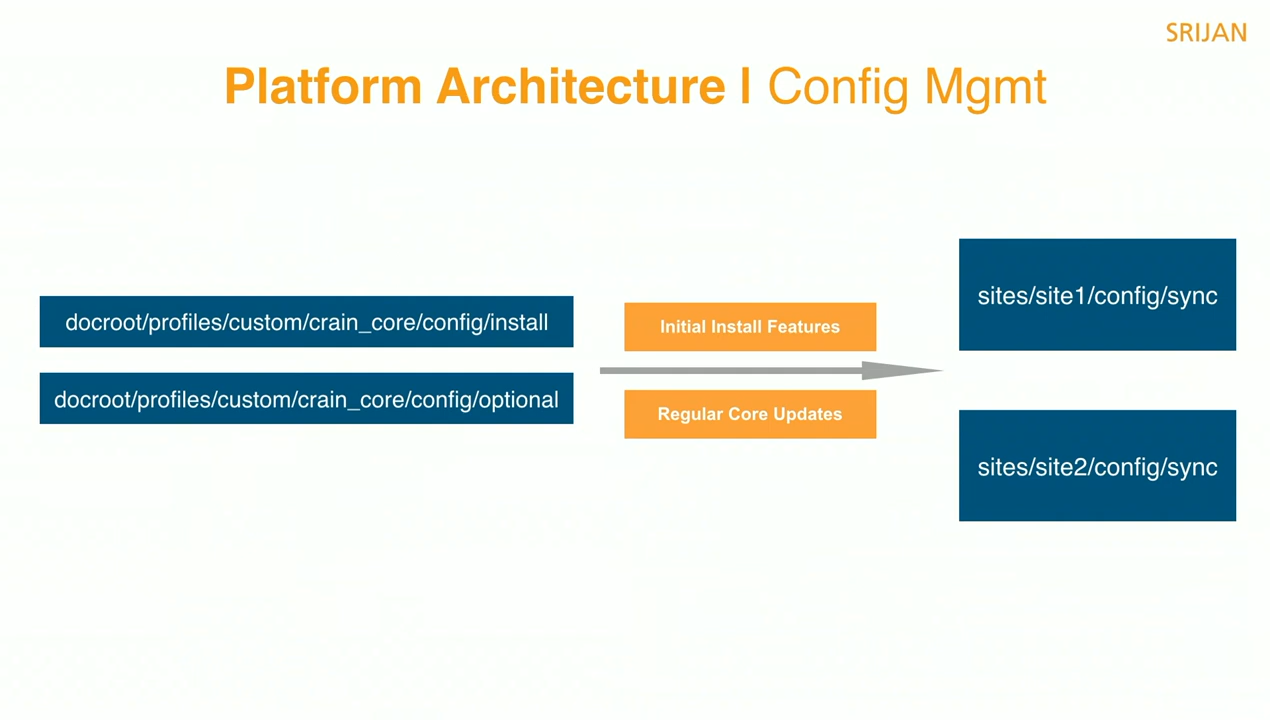 SRIJAN
Platform Architecture | Config Mgmt
docroot/profiles/custom/crain_core/config/install
docroot/profiles/custom/crain_core/config/optional
Initial Install Features
Regular Core Updates
sites/site1/config/sync
sites/site2/config/sync